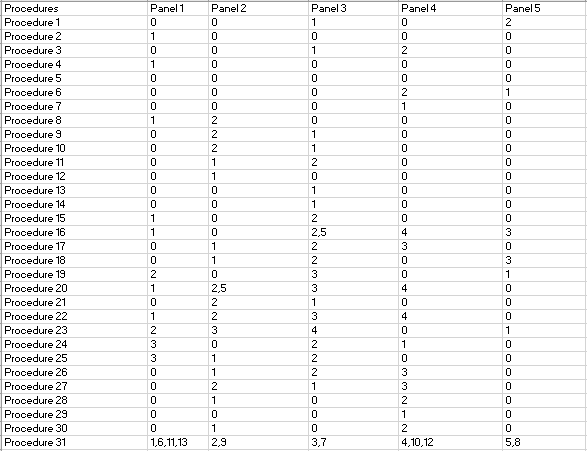 Procedures Panel 1 Panel 2 Panel 3 Panel 4 Panel 5
Procedure 1 0 0 1 0 2
Procedure 2 1 0 0 0 0
Procedure 3 0 0 1 2 0
Procedure 4 1 0 0 0 0
Procedure 5 0 0 0 0 0
Procedure 6 0 0 0 2 1
Procedure 7 0 0 0 1 0
Procedure 8 1 2 0 0 0
Procedure 9 0 2 1 0 0
Procedure 10 0 2 1 0 0
Procedure 11 0 1 2 0 0
Procedure 12 0 1 0 0 0
Procedure 13 0 0 1 0 0
Procedure 14 0 0 1 0 0
Procedure 15 1 0 2 0 0
Procedure 16 1 0 2,5 4 3
Procedure 17 0 1 2 3 0
Procedure 18 0 1 2 0 3
Procedure 19 2 0 3 0 1
Procedure 20 1 2,5 3 4 0
Procedure 21 0 2 1 0 0
Procedure 22 1 2 3 4 0
Procedure 23 2 3 4 0 1
Procedure 24 3 0 2 1 0
Procedure 25 3 1 2 0 0
Procedure 26 0 1 2 3 0
Procedure 27 0 2 1 3 0
Procedure 28 0 1 0 2 0
Procedure 29 0 0 0 1 0
Procedure 30 0 1 0 2 0
Procedure 31 1,6,11,13 2,9 3,7 4,10,12 5,8